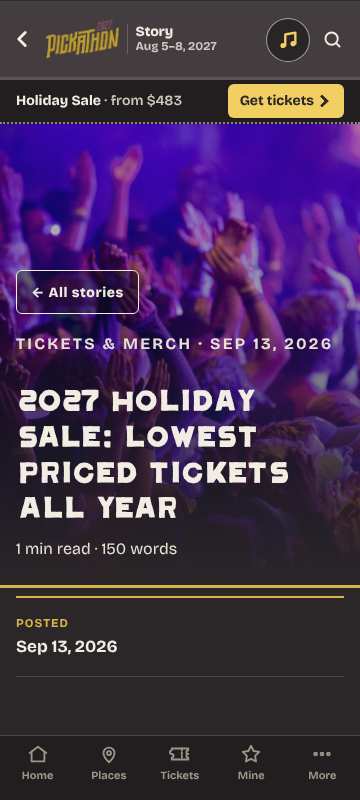 2027
PICKATHON
Story
Aug 5–8, 2027
Holiday Sale · from $483
Get tickets
← All stories
TICKETS & MERCH · SEP 13, 2026
2027 HOLIDAY
SALE: LOWEST
PRICED TICKETS
ALL YEAR
1 min read · 150 words
POSTED
Sep 13, 2026
Home
Places
Tickets
Mine
More